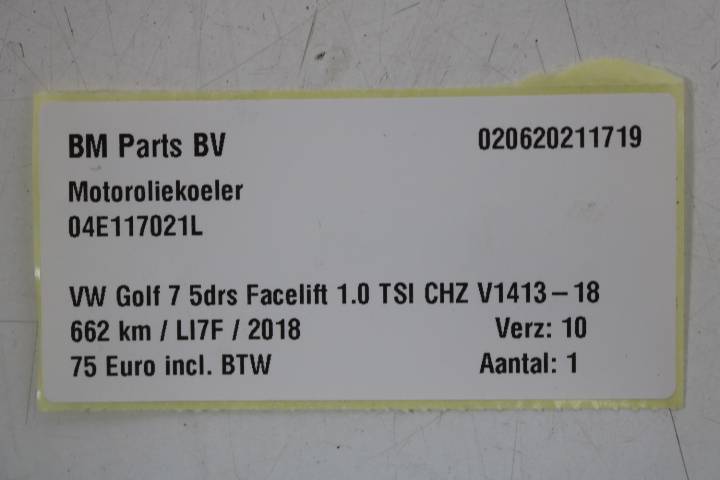 BM Parts BV 020620211719
Motoroliekoeler
04E117021L
VW Golf 7 5drs Facelift 1.0 TSI CHZ V1413-18
662 km / LI7F / 2018 Verz: 10
75 Euro incl. BTW Aantal: 1